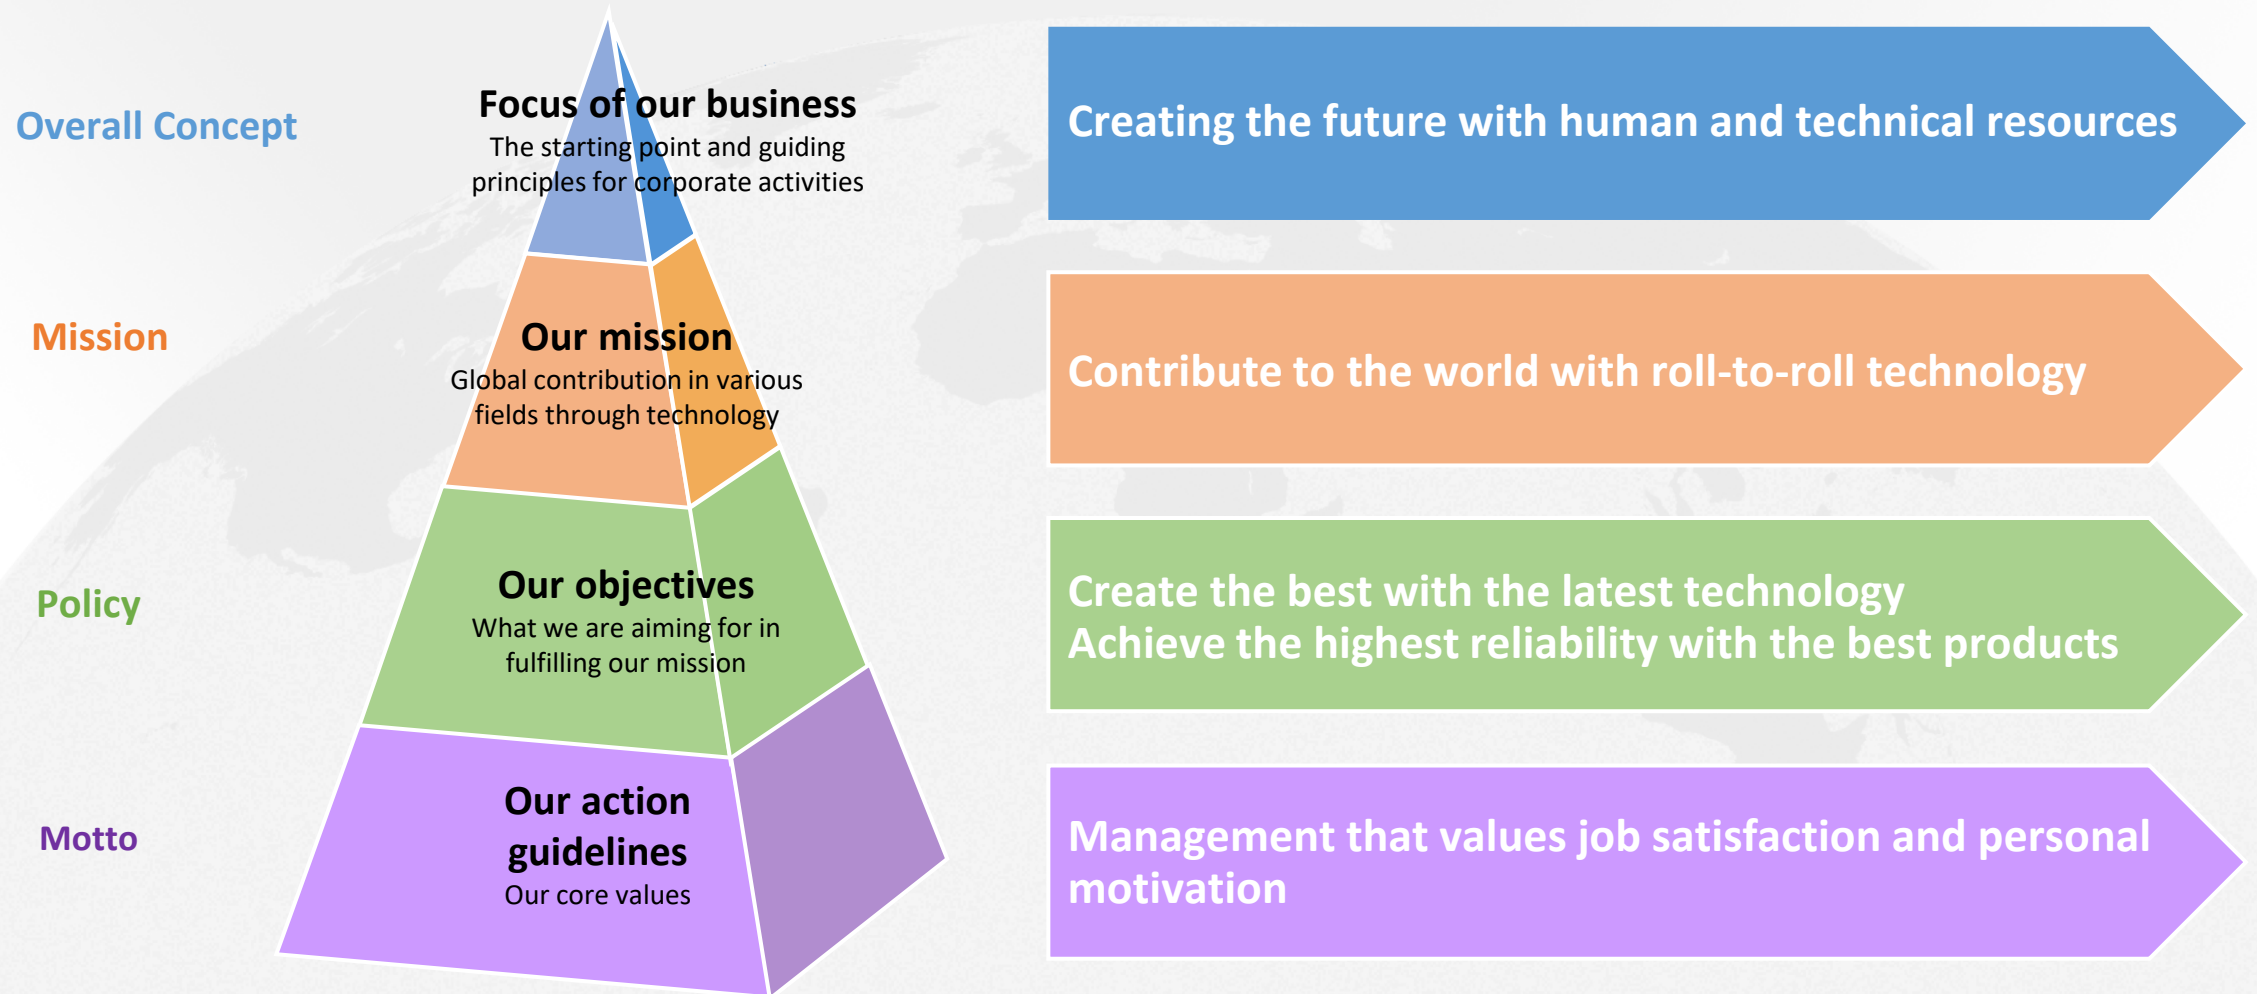 Overall Concept
Focus of our business
The starting point and guiding
principles for corporate activities
Creating the future with human and technical resources
Mission
Our mission
Global contribution in various
fields through technology
Contribute to the world with roll-to-roll technology
Policy
Our objectives
What we are aiming for in
fulfilling our mission
Create the best with the latest technology
Achieve the highest reliability with the best products
Motto
Our action
guidelines
Our core values
Management that values job satisfaction and personal
motivation